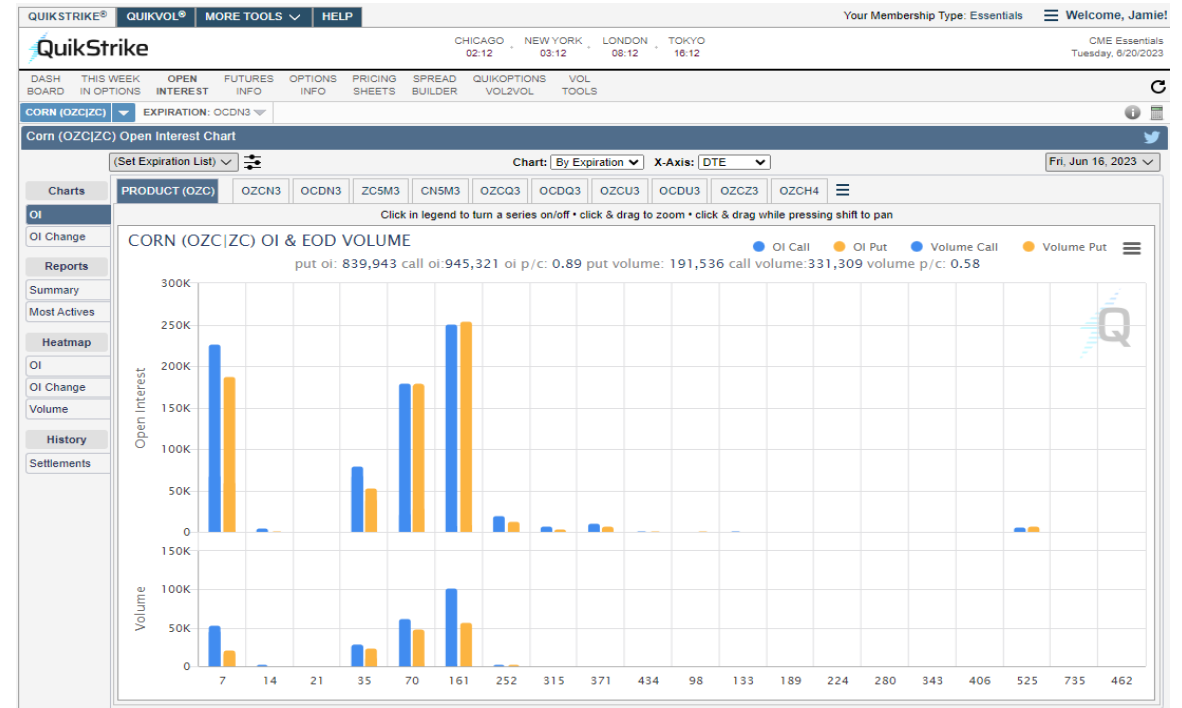 QUIKSTRIKE® QUIKVOL® MORE TOOLS HELP Your Membership Type: Essentials Welcome, Jamie!
QuikStrike CHICAGO 02:12 NEW YORK 03:12 LONDON 08:12 TOKYO 16:12 CME Essentials
Tuesday, 6/20/2023
DASH BOARD THIS WEEK IN OPTIONS OPEN INTEREST FUTURES INFO OPTIONS INFO PRICING SHEETS SPREAD BUILDER QUIKOPTIONS VOL2VOL VOL TOOLS
CORN (OZC|ZC) EXPIRATION: OCDN3
Corn (OZC|ZC) Open Interest Chart
(Set Expiration List) Chart: By Expiration X-Axis: DTE Fri, Jun 16, 2023
Charts
OI
OI Change
Reports
Summary
Most Actives
Heatmap
OI
OI Change
Volume
History
Settlements
PRODUCT (OZC) OZCN3 OCDN3 ZC5M3 CN5M3 OZCQ3 OCDQ3 OZCU3 OCDU3 OZCZ3 OZCH4
Click in legend to turn a series on/off • click & drag to zoom • click & drag while pressing shift to pan
CORN (OZC|ZC) OI & EOD VOLUME
OI Call OI Put Volume Call Volume Put
put oi: 839,943 call oi:945,321 oi p/c: 0.89 put volume: 191,536 call volume:331,309 volume p/c: 0.58
Q
Open Interest
300K
250K
200K
150K
100K
50K
0
Volume
150K
100K
50K
0
7 14 21 35 70 161 252 315 371 434 98 133 189 224 280 343 406 525 735 462